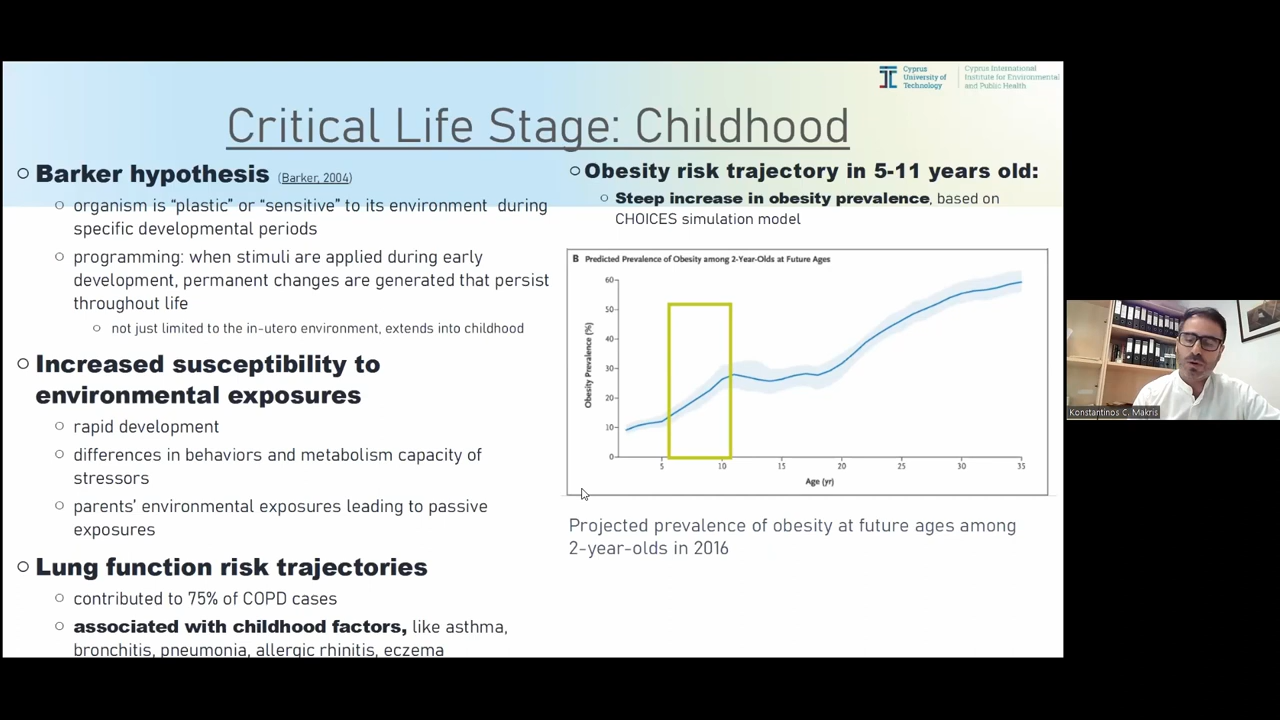 Cyprus
University of
Technology
Cyprus International
Institute for Environmental
and Public Health
Critical Life Stage: Childhood
○ Barker hypothesis (Barker, 2004)
○ organism is “plastic” or “sensitive” to its environment during
specific developmental periods
○ programming: when stimuli are applied during early
development, permanent changes are generated that persist
throughout life
○ not just limited to the in-utero environment, extends into childhood
○ Increased susceptibility to
environmental exposures
○ rapid development
○ differences in behaviors and metabolism capacity of
stressors
○ parents’ environmental exposures leading to passive
exposures
○ Lung function risk trajectories
○ contributed to 75% of COPD cases
○ associated with childhood factors, like asthma,
bronchitis, pneumonia, allergic rhinitis, eczema
○ Obesity risk trajectory in 5-11 years old:
○ Steep increase in obesity prevalence, based on
CHOICES simulation model
B Predicted Prevalence of Obesity among 2-Year-Olds at Future Ages
Obesity Prevalence (%)
60
50
40
30
20
10
0
5 10 15 20 25 30 35
Age (yr)
Projected prevalence of obesity at future ages among
2-year-olds in 2016
Konstantinos C. Makris